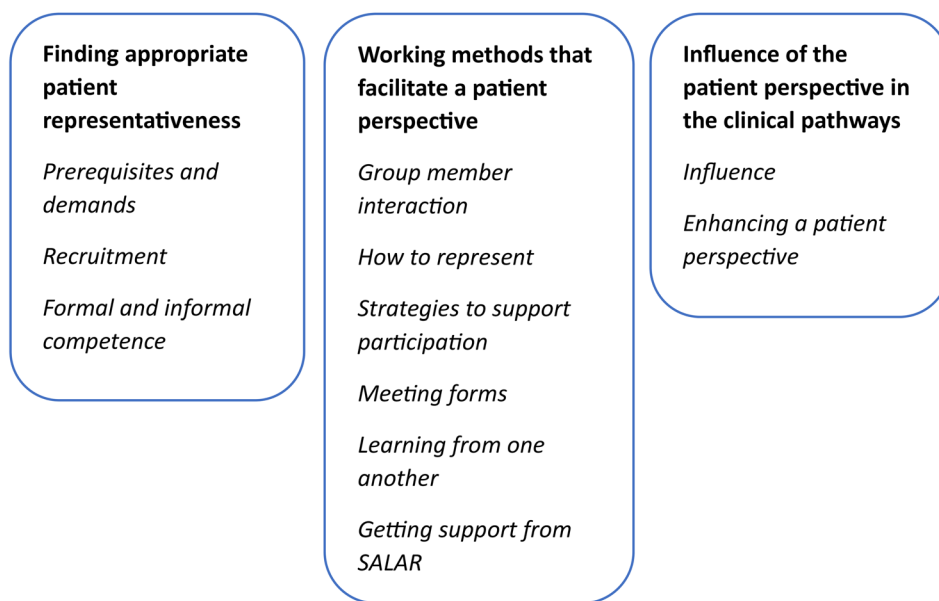 Finding appropriate
patient
representativeness
Prerequisites and
demands
Recruitment
Formal and informal
competence
Working methods that
facilitate a patient
perspective
Group member
interaction
How to represent
Strategies to support
participation
Meeting forms
Learning from one
another
Getting support from
SALAR
Influence of the
patient perspective in
the clinical pathways
Influence
Enhancing a patient
perspective